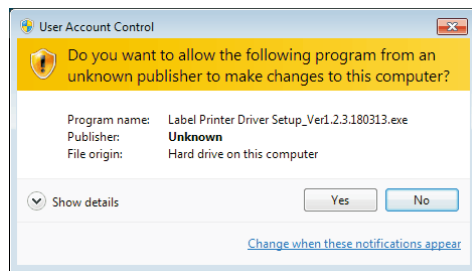 User Account Control
Do you want to allow the following program from an
unknown publisher to make changes to this computer?
Program name: Label Printer Driver Setup_Ver1.2.3.180313.exe
Publisher: Unknown
File origin: Hard drive on this computer
Show details Yes No
Change when these notifications appear